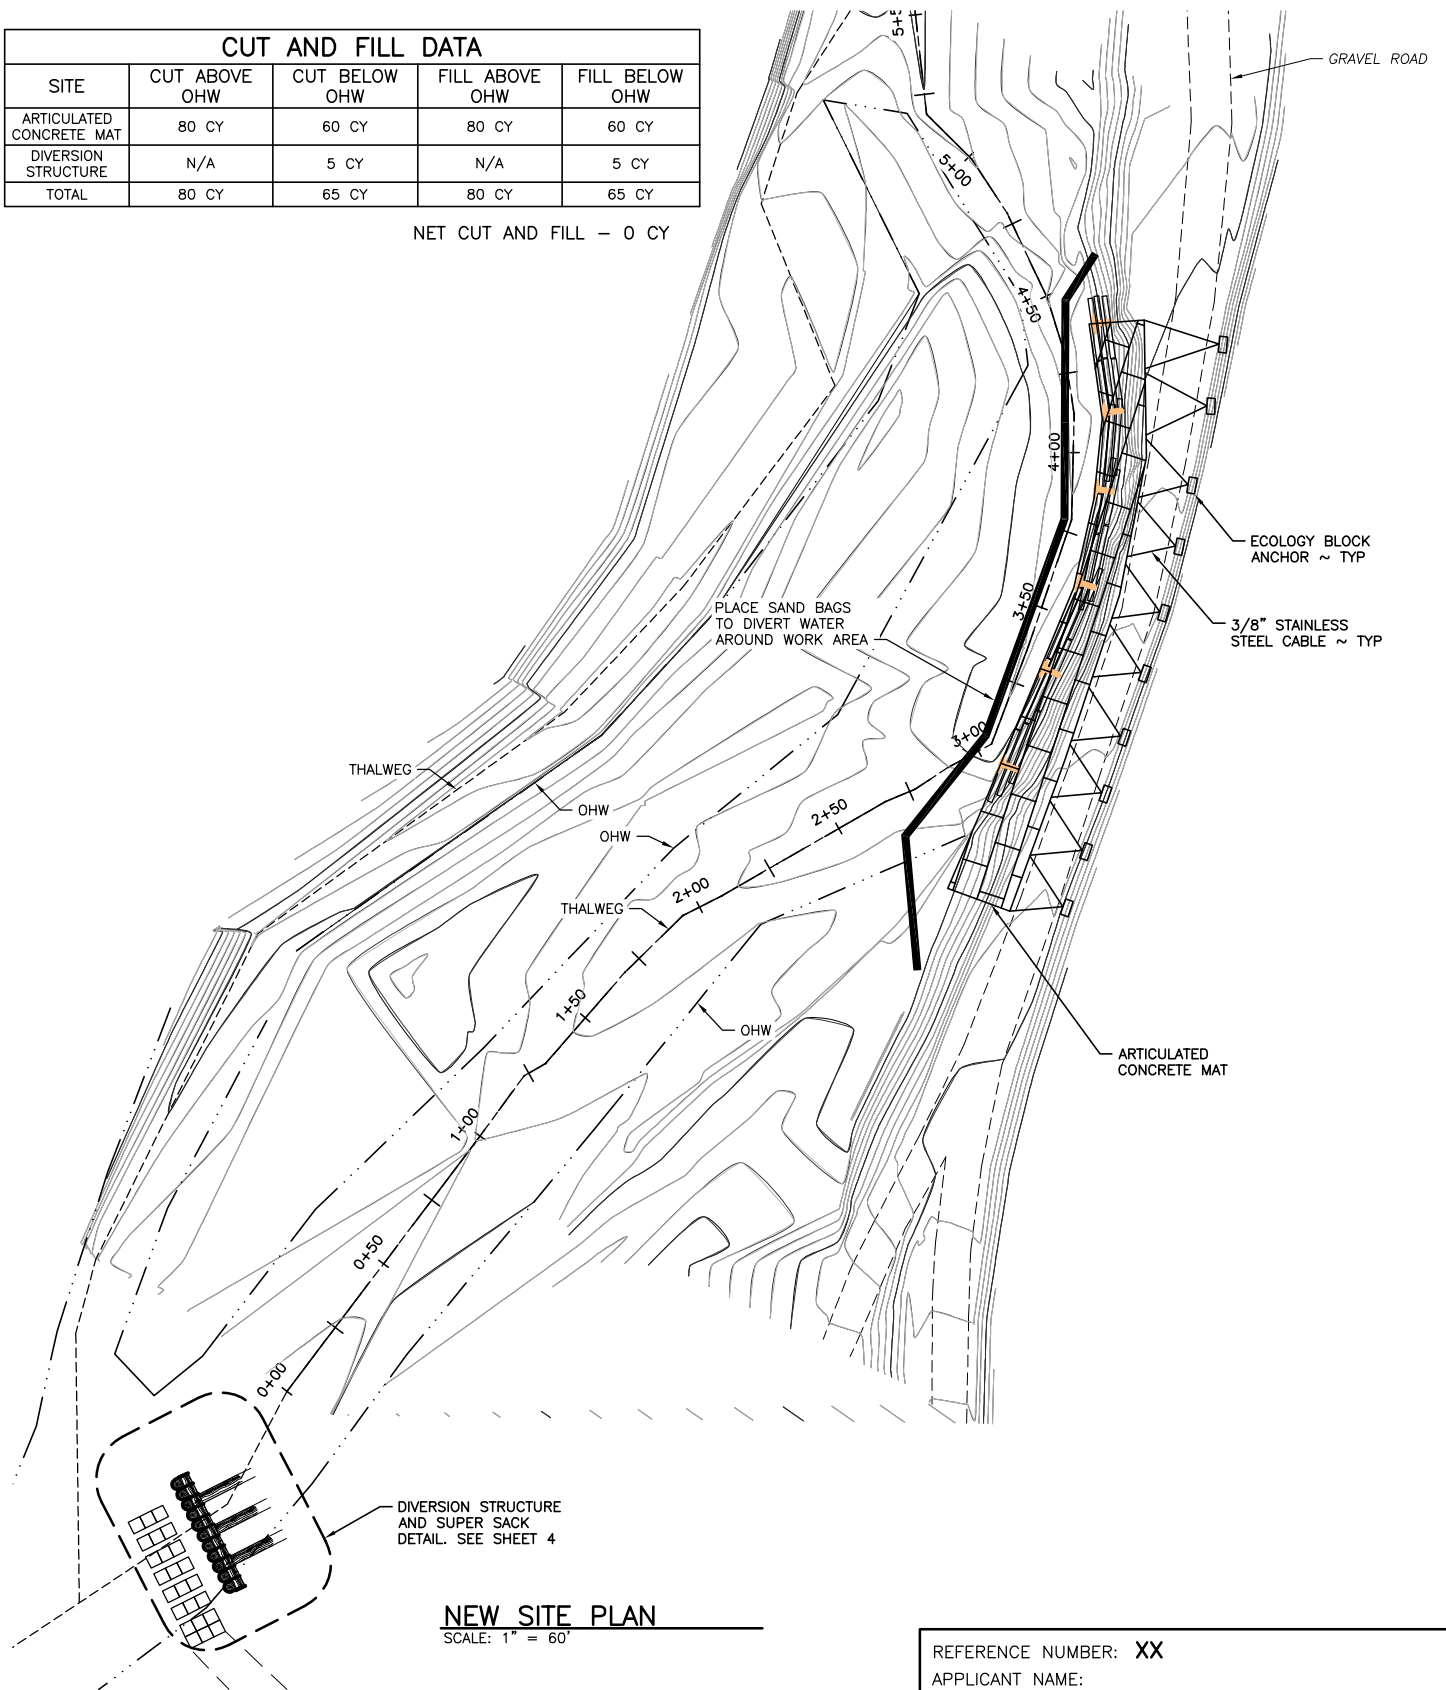 CUT AND FILL DATA
SITE
CUT ABOVE
OHW
CUT BELOW
OHW
FILL ABOVE
OHW
FILL BELOW
OHW
ARTICULATED
CONCRETE MAT
80 CY
60 CY
80 CY
60 CY
DIVERSION
STRUCTURE
N/A
5 CY
N/A
5 CY
TOTAL
80 CY
65 CY
80 CY
65 CY
NET CUT AND FILL – 0 CY
GRAVEL ROAD
5+00
4+50
4+00
ECOLOGY BLOCK
ANCHOR ~ TYP
3+50
PLACE SAND BAGS
TO DIVERT WATER
AROUND WORK AREA
3/8" STAINLESS
STEEL CABLE ~ TYP
3+00
THALWEG
OHW
2+50
OHW
2+00
THALWEG
1+50
OHW
ARTICULATED
CONCRETE MAT
1+00
0+50
0+00
DIVERSION STRUCTURE
AND SUPER SACK
DETAIL. SEE SHEET 4
NEW SITE PLAN
SCALE: 1" = 60'
REFERENCE NUMBER: XX
APPLICANT NAME: